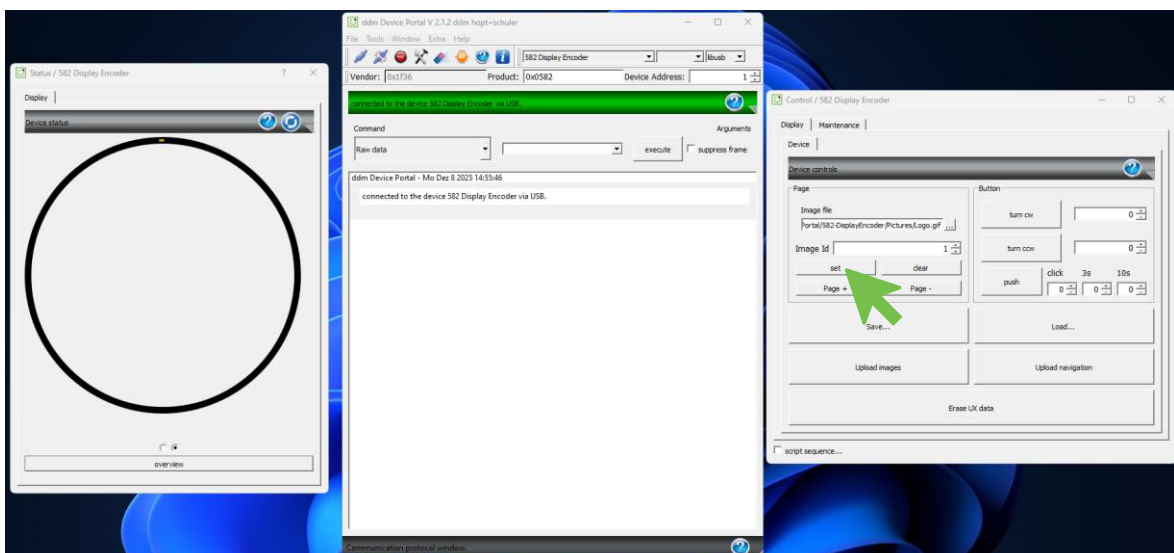 Status / 582 Display Encoder
Display
Device status
overview
ddm Device Portal V 2.1.2 ddm hopt+schuler
File Tools Window Extra Help
582 Display Encoder
libusb
Vendor: 0x1f36 Product: 0x0582 Device Address: 1
connected to the device 582 Display Encoder via USB.
Command Arguments
Raw data execute suppress frame
ddm Device Portal - Mo Dez 8 2025 14:55:46
connected to the device 582 Display Encoder via USB.
Communication protocol window.
Control / 582 Display Encoder
Display Maintenance
Device
Device controls
Page
Image file
Portal/582-DisplayEncoder/Pictures/Logo.gif ...
Image Id 1
set clear
Page + Page -
Button
turn cw 0
turn ccw 0
click 3s 10s
push 0 0 0
Save... Load...
Upload images Upload navigation
Erase UX data
script sequence...